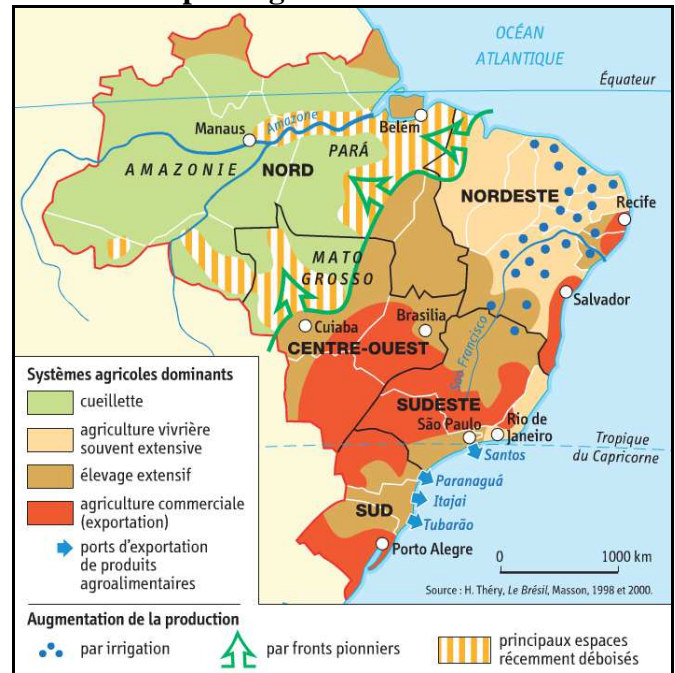 OCÉAN
ATLANTIQUE
Équateur
Amazone
Manaus
Belém
AMAZONIE
PARÁ
NORD
NORDESTE
Recife
MATO
GROSSO
Salvador
Cuiaba
Brasilia
CENTRE-OUEST
São Francisco
SUDESTE
São Paulo
Rio de
Janeiro
Tropique
du Capricorne
Santos
Paranaguá
Itajai
Tubarão
SUD
Porto Alegre
0 1000 km
Source : H. Théry, Le Brésil, Masson, 1998 et 2000.
Systèmes agricoles dominants
cueillette
agriculture vivrière
souvent extensive
élevage extensif
agriculture commerciale
(exportation)
ports d'exportation
de produits
agroalimentaires
Augmentation de la production
par irrigation
par fronts pionniers
principaux espaces
récemment déboisés